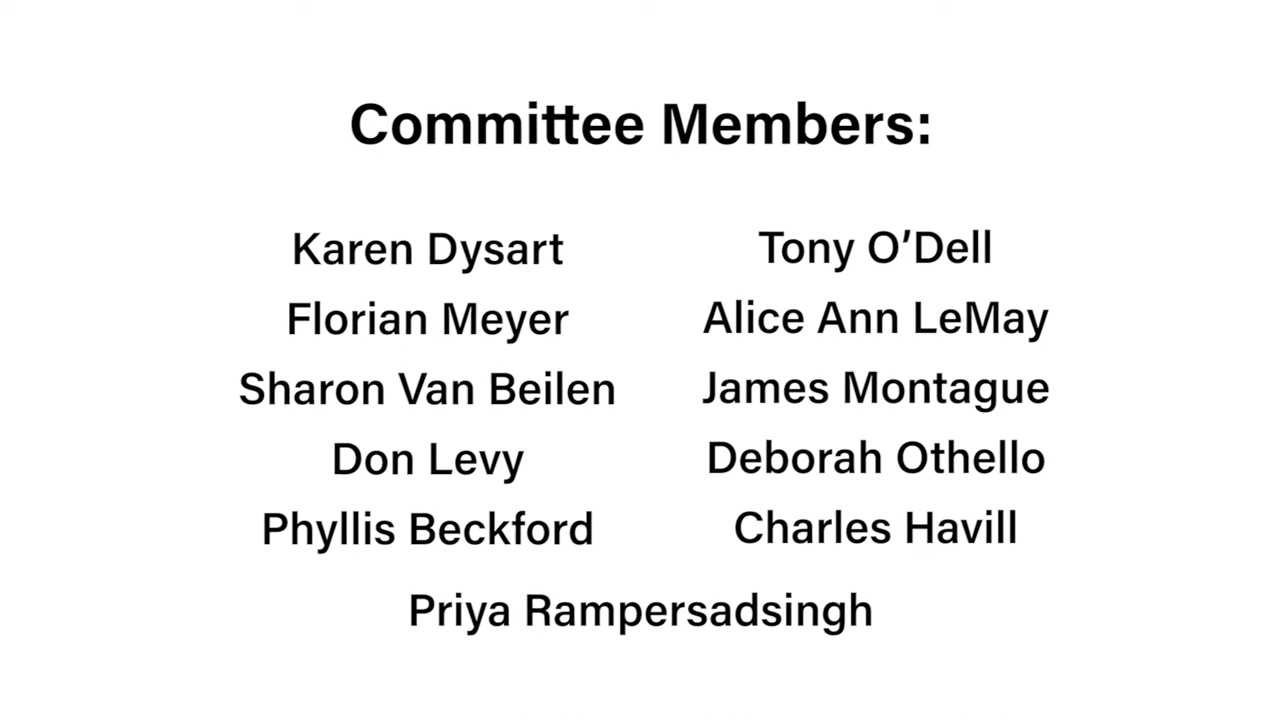 Committee Members:
Karen Dysart
Florian Meyer
Sharon Van Beilen
Don Levy
Phyllis Beckford
Tony O’Dell
Alice Ann LeMay
James Montague
Deborah Othello
Charles Havill
Priya Rampersadsingh